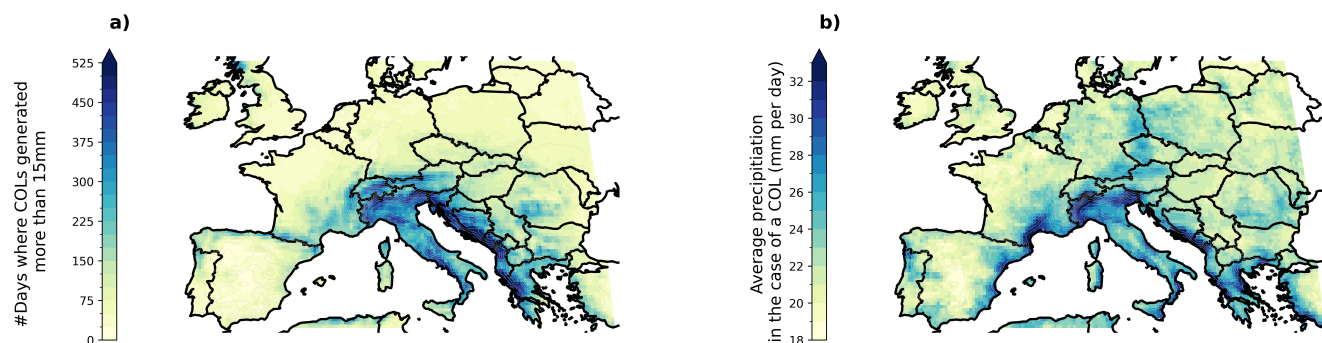 a)
#Days where COLs generated
more than 15mm
525
450
375
300
225
150
75
0
b)
Average precipitiation
in the case of a COL (mm per day)
32
30
28
26
24
22
20
18